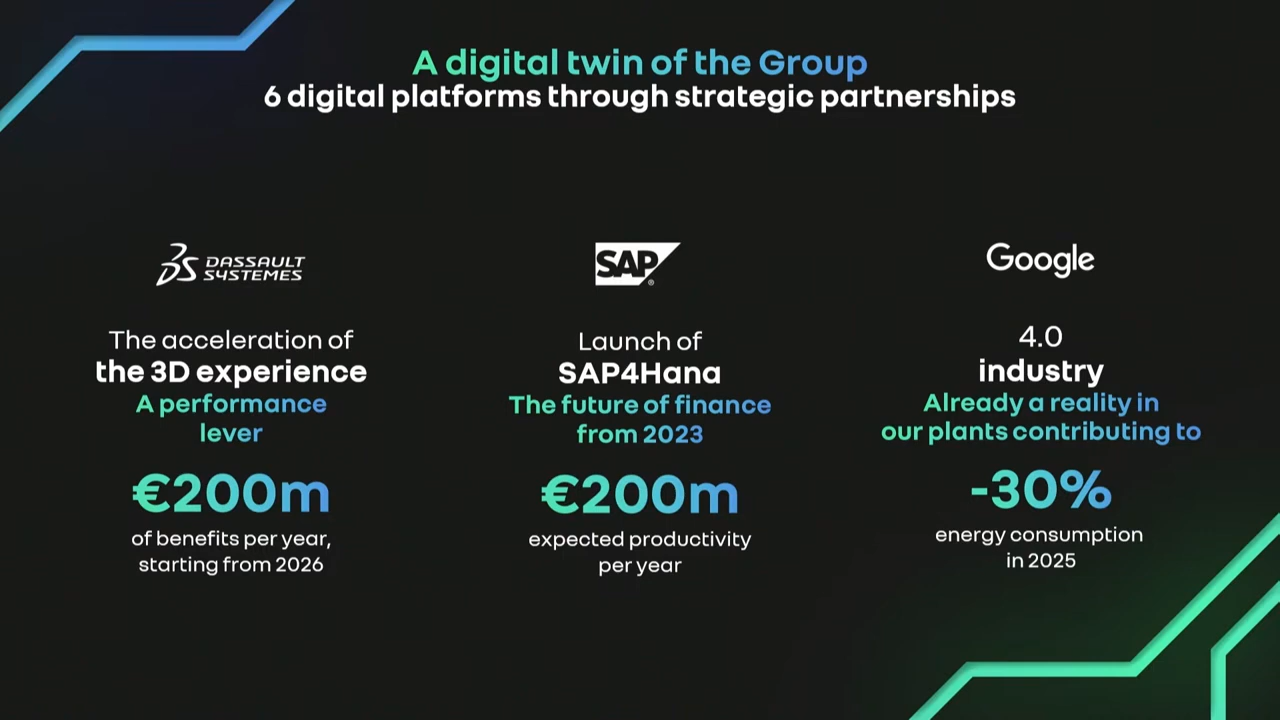 A digital twin of the Group
6 digital platforms through strategic partnerships
DASSAULT
SYSTEMES
The acceleration of
the 3D experience
A performance
lever
€200m
of benefits per year,
starting from 2026
SAP
®
Launch of
SAP4Hana
The future of finance
from 2023
€200m
expected productivity
per year
Google
4.0
industry
Already a reality in
our plants contributing to
-30%
energy consumption
in 2025